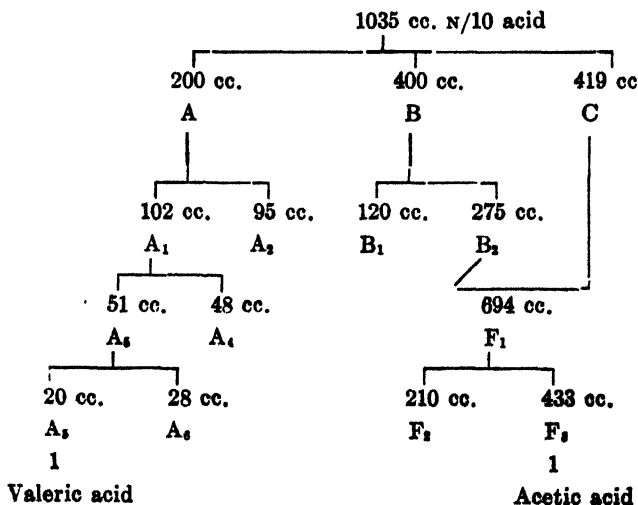 1035 cc. N/10 acid
200 cc. 400 cc. 419 cc
A B C
102 cc. 95 cc. 120 cc. 275 cc.
A₁ A₂ B₁ B₂
51 cc. 48 cc. 694 cc.
A₃ A₄ F₁
20 cc. 28 cc. 210 cc. 433 cc.
A₅ A₆ F₂ F₃
1 1
Valeric acid Acetic acid